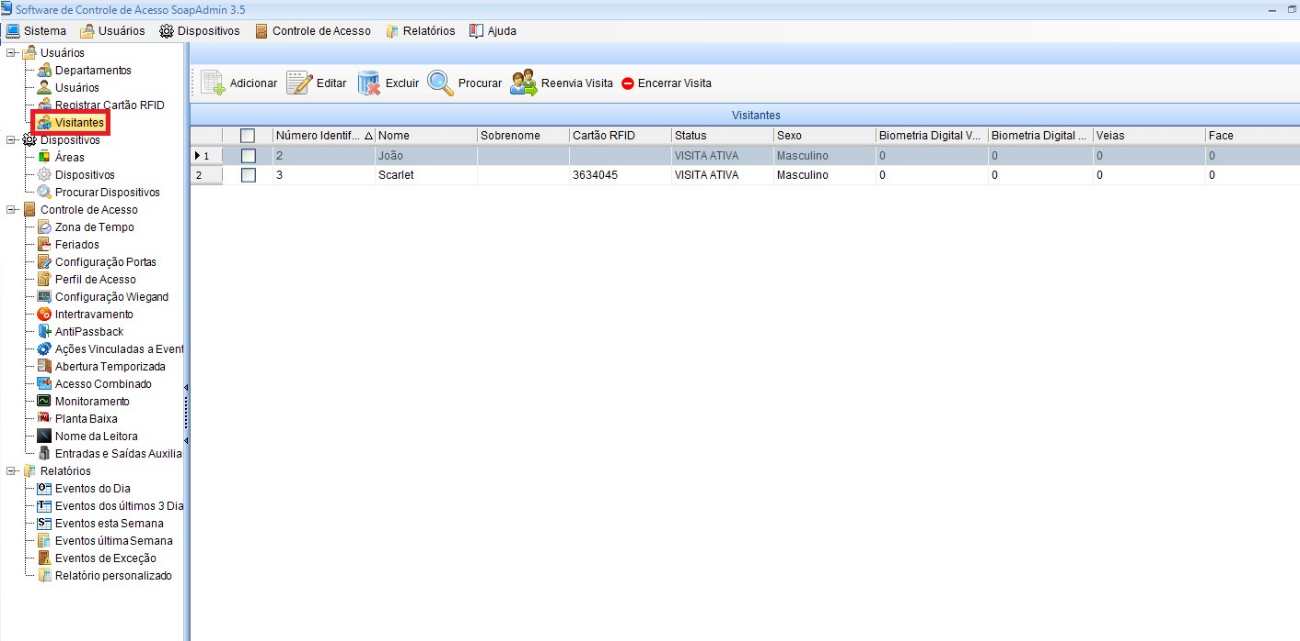 Software de Controle de Acesso SoapAdmin 3.5
Sistema Usuários Dispositivos Controle de Acesso Relatórios Ajuda
Usuários
Departamentos
Usuários
Registrar Cartão RFID
Visitantes
Dispositivos
Áreas
Dispositivos
Procurar Dispositivos
Controle de Acesso
Zona de Tempo
Feriados
Configuração Portas
Perfil de Acesso
Configuração Wiegand
Intertravamento
AntiPassback
Ações Vinculadas a Event
Abertura Temporizada
Acesso Combinado
Monitoramento
Planta Baixa
Nome da Leitora
Entradas e Saídas Auxilia
Relatórios
Eventos do Dia
Eventos dos últimos 3 Dia
Eventos esta Semana
Eventos última Semana
Eventos de Exceção
Relatório personalizado
Adicionar Editar Excluir Procurar Reenvia Visita Encerrar Visita
Visitantes
Número Identif... Nome Sobrenome Cartão RFID Status Sexo Biometria Digital V... Biometria Digital ... Veias Face
1 2 João VISITA ATIVA Masculino 0 0 0 0
2 3 Scarlet 3634045 VISITA ATIVA Masculino 0 0 0 0